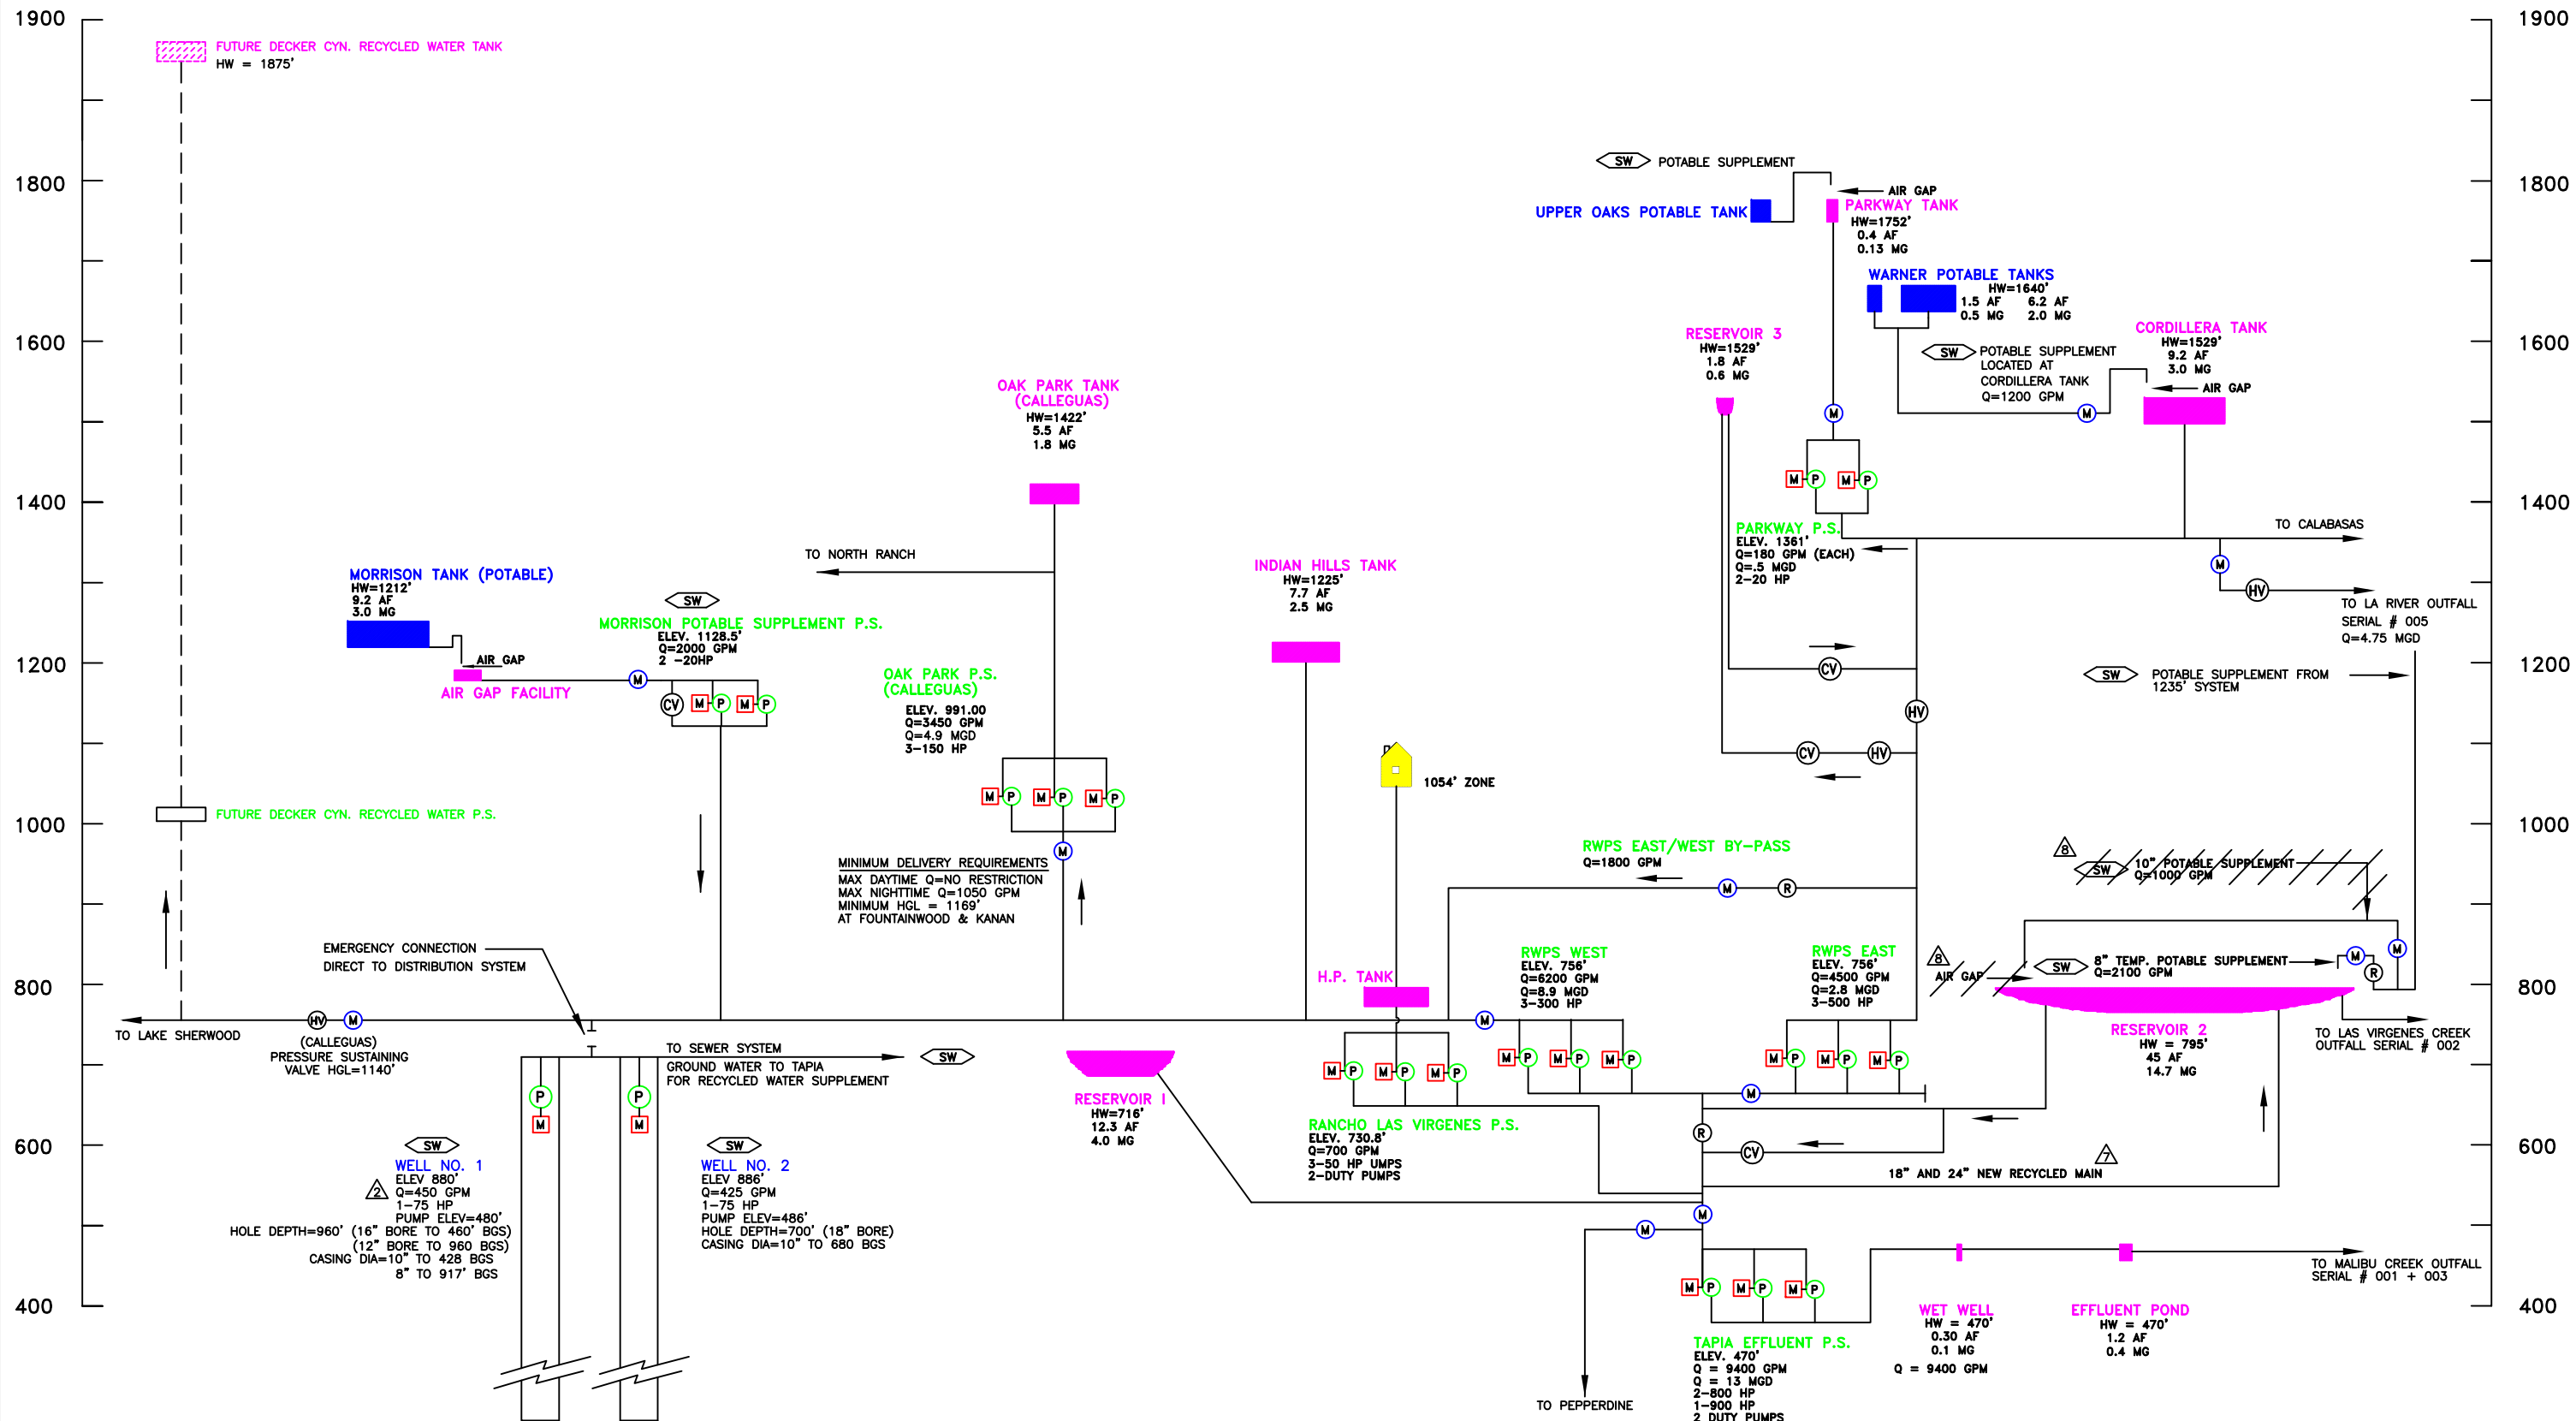 1900
1800
1600
1400
1200
1000
800
600
400
FUTURE DECKER CYN. RECYCLED WATER TANK
HW = 1875'
FUTURE DECKER CYN. RECYCLED WATER P.S.
MORRISON TANK (POTABLE)
HW=1212'
9.2 AF
3.0 MG
AIR GAP
AIR GAP FACILITY
SW
MORRISON POTABLE SUPPLEMENT P.S.
ELEV. 1128.5'
Q=2000 GPM
2 -20HP
M
CV
M P
M P
TO NORTH RANCH
OAK PARK TANK
(CALLEGUAS)
HW=1422'
5.5 AF
1.8 MG
OAK PARK P.S.
(CALLEGUAS)
ELEV. 991.00
Q=3450 GPM
Q=4.9 MGD
3-150 HP
M P
M P
M P
M
MINIMUM DELIVERY REQUIREMENTS
MAX DAYTIME Q=NO RESTRICTION
MAX NIGHTTIME Q=1050 GPM
MINIMUM HGL = 1169'
AT FOUNTAINWOOD & KANAN
EMERGENCY CONNECTION
DIRECT TO DISTRIBUTION SYSTEM
TO LAKE SHERWOOD
HV M
(CALLEGUAS)
PRESSURE SUSTAINING
VALVE HGL=1140'
TO SEWER SYSTEM
SW
GROUND WATER TO TAPIA
FOR RECYCLED WATER SUPPLEMENT
P
M
P
M
SW
WELL NO. 1
2
ELEV 880'
Q=450 GPM
1-75 HP
PUMP ELEV=480'
HOLE DEPTH=960' (16" BORE TO 460' BGS)
(12" BORE TO 960 BGS)
CASING DIA=10" TO 428 BGS
8" TO 917' BGS
SW
WELL NO. 2
ELEV 886'
Q=425 GPM
1-75 HP
PUMP ELEV=486'
HOLE DEPTH=700' (18" BORE)
CASING DIA=10" TO 680 BGS
INDIAN HILLS TANK
HW=1225'
7.7 AF
2.5 MG
1054' ZONE
H.P. TANK
RESERVOIR 1
HW=716'
12.3 AF
4.0 MG
M P
M P
M P
RANCHO LAS VIRGENES P.S.
ELEV. 730.8'
Q=700 GPM
3-50 HP UMPS
2-DUTY PUMPS
M
RWPS WEST
ELEV. 756'
Q=6200 GPM
Q=8.9 MGD
3-300 HP
M P
M P
M P
RWPS EAST/WEST BY-PASS
Q=1800 GPM
M
R
RWPS EAST
ELEV. 756'
Q=4500 GPM
Q=2.8 MGD
3-500 HP
M P
M P
M P
M
R
CV
M
M
SW
POTABLE SUPPLEMENT
AIR GAP
UPPER OAKS POTABLE TANK
PARKWAY TANK
HW=1752'
0.4 AF
0.13 MG
WARNER POTABLE TANKS
HW=1640'
1.5 AF 6.2 AF
0.5 MG 2.0 MG
SW
POTABLE SUPPLEMENT
LOCATED AT
CORDILLERA TANK
Q=1200 GPM
M
CORDILLERA TANK
HW=1529'
9.2 AF
3.0 MG
AIR GAP
RESERVOIR 3
HW=1529'
1.8 AF
0.6 MG
M
M P
M P
PARKWAY P.S.
ELEV. 1361'
Q=180 GPM (EACH)
Q=.5 MGD
2-20 HP
TO CALABASAS
M
HV
TO LA RIVER OUTFALL
SERIAL # 005
Q=4.75 MGD
CV
HV
CV
HV
SW
POTABLE SUPPLEMENT FROM
1235' SYSTEM
8
SW
10" POTABLE SUPPLEMENT
Q=1000 GPM
8
AIR GAP
SW
8" TEMP. POTABLE SUPPLEMENT
Q=2100 GPM
M
R
M
RESERVOIR 2
HW = 795'
45 AF
14.7 MG
TO LAS VIRGENES CREEK
OUTFALL SERIAL # 002
7
18" AND 24" NEW RECYCLED MAIN
TO PEPPERDINE
M P
M P
M P
TAPIA EFFLUENT P.S.
ELEV. 470'
Q = 9400 GPM
Q = 13 MGD
2-800 HP
1-900 HP
2 DUTY PUMPS
WET WELL
HW = 470'
0.30 AF
0.1 MG
Q = 9400 GPM
EFFLUENT POND
HW = 470'
1.2 AF
0.4 MG
TO MALIBU CREEK OUTFALL
SERIAL # 001 + 003
1900
1800
1600
1400
1200
1000
800
600
400